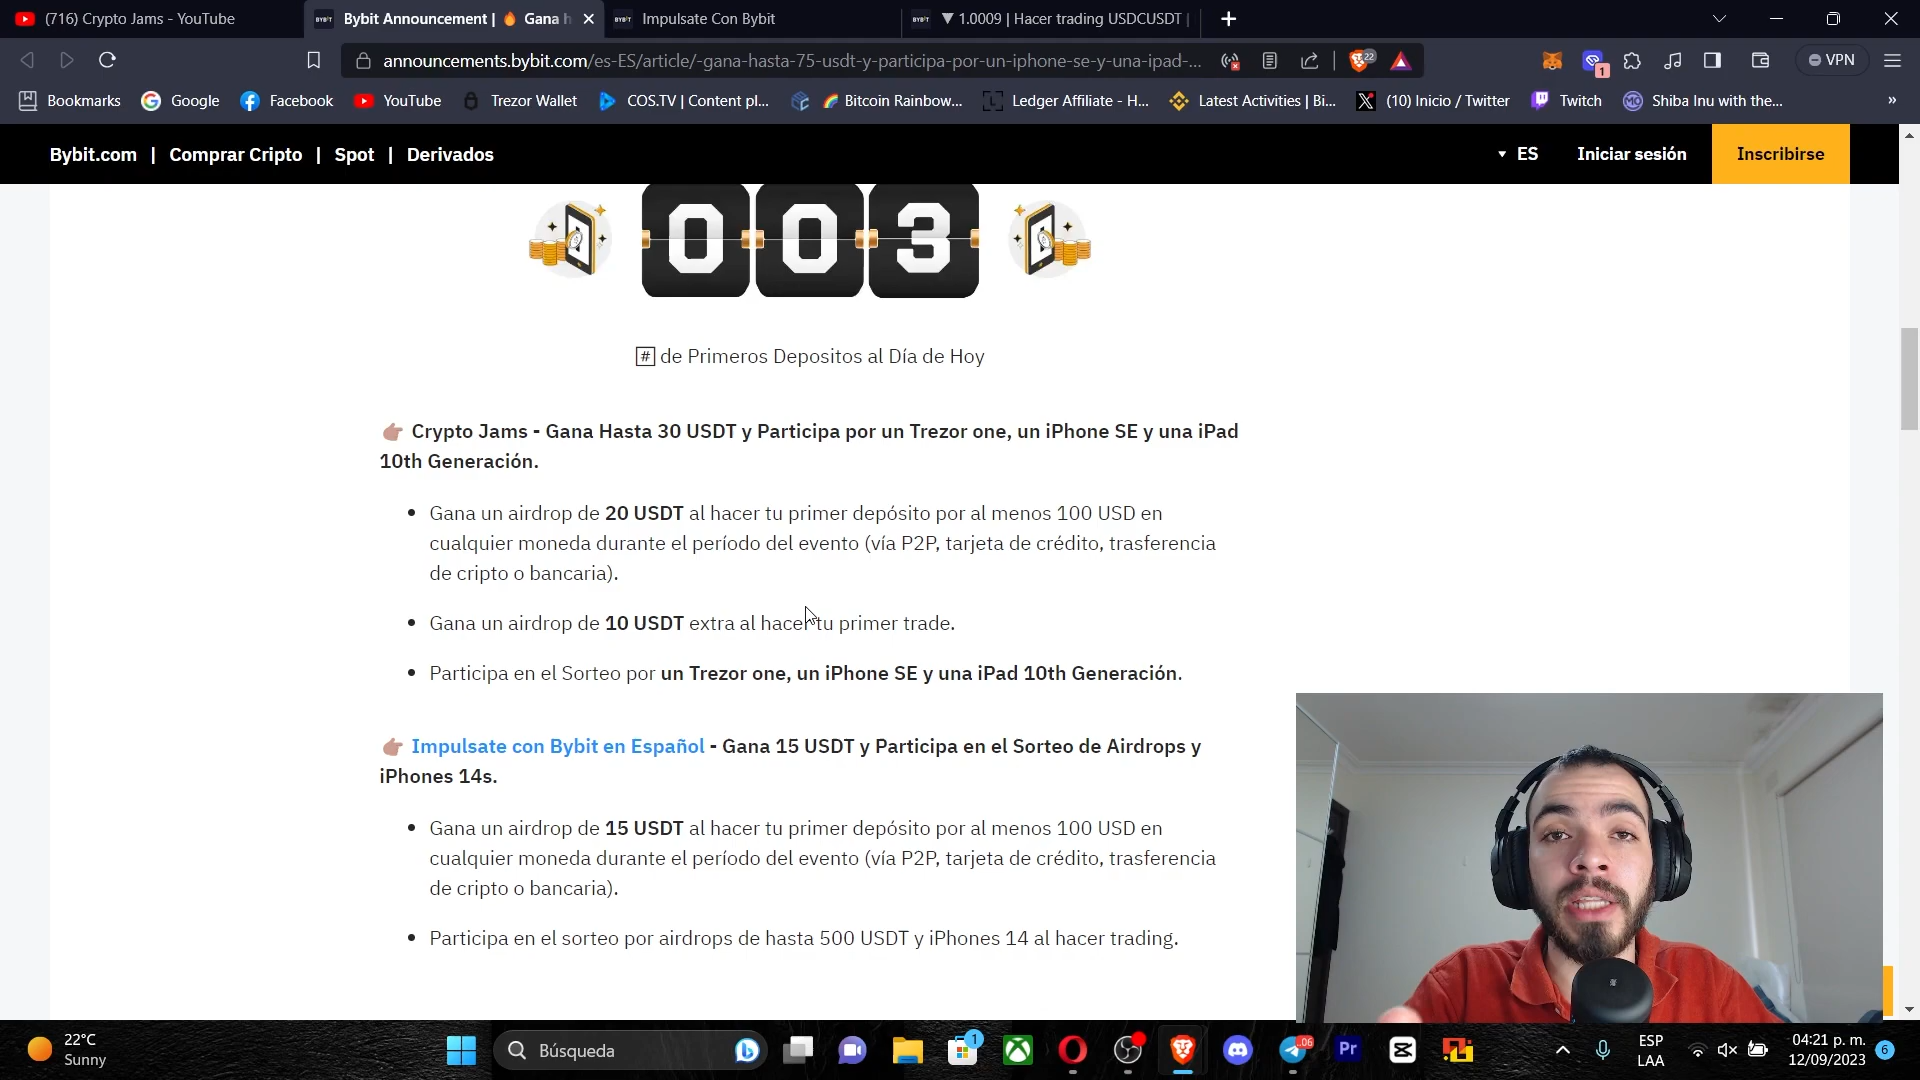 (716) Crypto Jams - YouTube
Bybit Announcement | 🔥 Gana h
Impulsate Con Bybit
▼ 1.0009 | Hacer trading USDCUSDT |
announcements.bybit.com/es-ES/article/-gana-hasta-75-usdt-y-participa-por-un-iphone-se-y-una-ipad-...
22
1
VPN
Bookmarks
Google
Facebook
YouTube
Trezor Wallet
COS.TV | Content pl...
🌈 Bitcoin Rainbow...
Ledger Affiliate - H...
Latest Activities | Bi...
(10) Inicio / Twitter
Twitch
Shiba Inu with the...
»
Bybit.com | Comprar Cripto | Spot | Derivados
▼ ES
Iniciar sesión
Inscribirse
003
# de Primeros Depositos al Día de Hoy
👉🏽 Crypto Jams - Gana Hasta 30 USDT y Participa por un Trezor one, un iPhone SE y una iPad
10th Generación.
• Gana un airdrop de 20 USDT al hacer tu primer depósito por al menos 100 USD en
cualquier moneda durante el período del evento (vía P2P, tarjeta de crédito, trasferencia
de cripto o bancaria).
• Gana un airdrop de 10 USDT extra al hacer tu primer trade.
• Participa en el Sorteo por un Trezor one, un iPhone SE y una iPad 10th Generación.
👉🏽 Impulsate con Bybit en Español - Gana 15 USDT y Participa en el Sorteo de Airdrops y
iPhones 14s.
• Gana un airdrop de 15 USDT al hacer tu primer depósito por al menos 100 USD en
cualquier moneda durante el período del evento (vía P2P, tarjeta de crédito, trasferencia
de cripto o bancaria).
• Participa en el sorteo por airdrops de hasta 500 USDT y iPhones 14 al hacer trading.
22°C
Sunny
Búsqueda
1
Pr
ESP
LAA
04:21 p. m.
12/09/2023
6